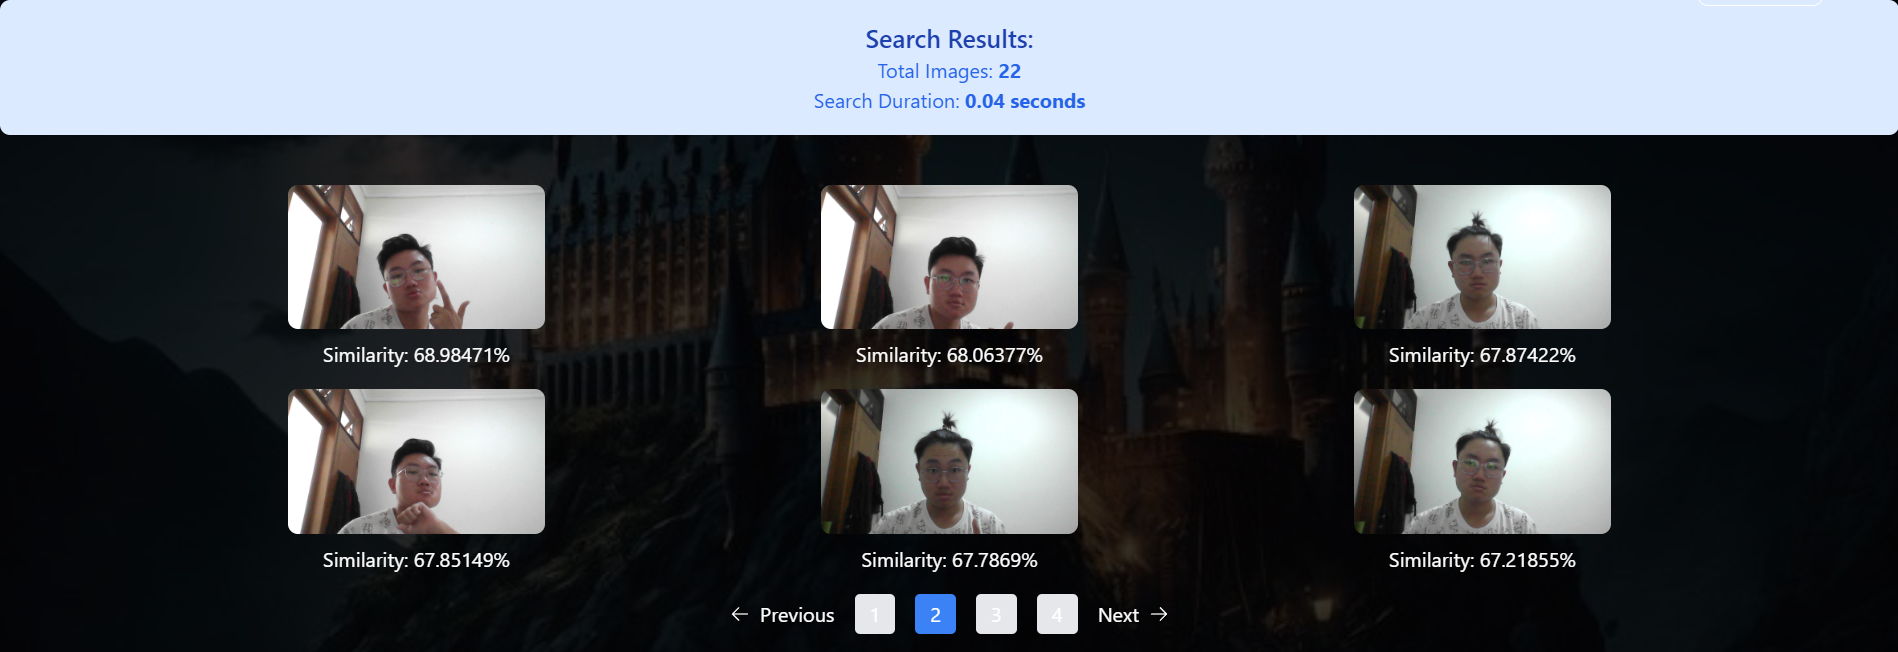 Search Results:
Total Images: 22
Search Duration: 0.04 seconds
Similarity: 68.98471%
Similarity: 68.06377%
Similarity: 67.87422%
Similarity: 67.85149%
Similarity: 67.7869%
Similarity: 67.21855%
← Previous 1 2 3 4 Next →